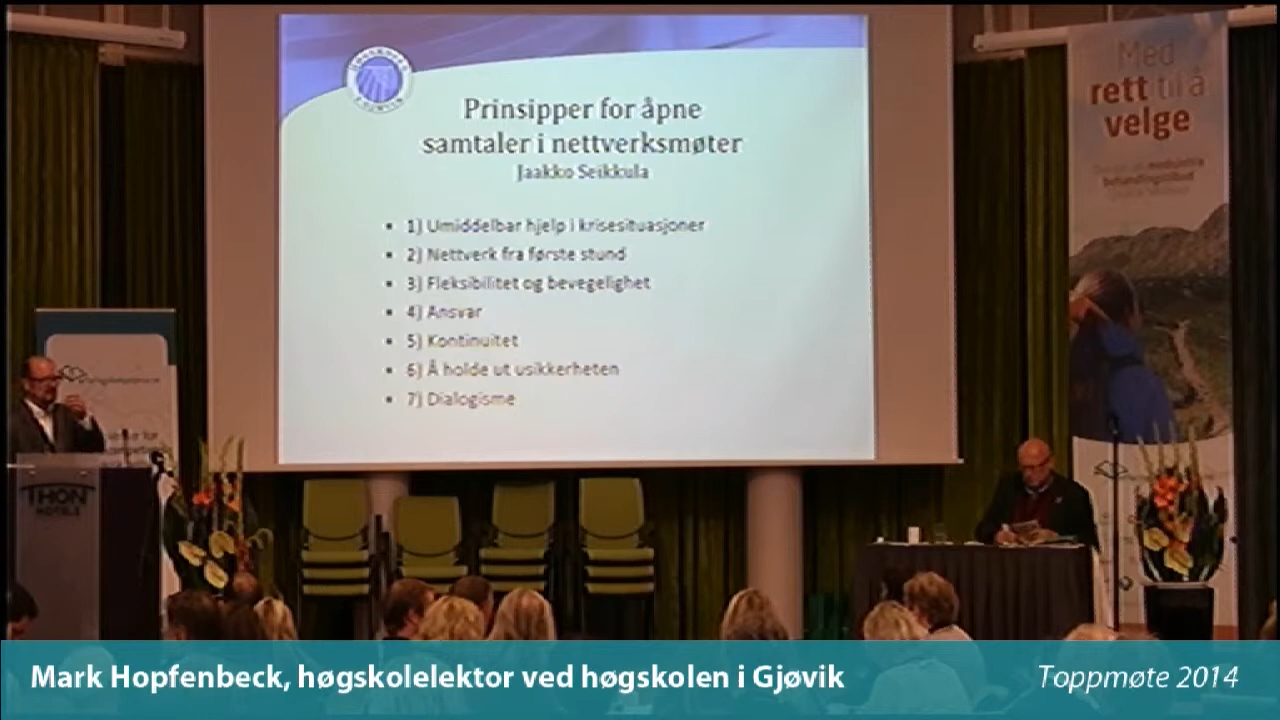 Prinsipper for åpne
samtaler i nettverksmøter
Jaakko Seikkula
1) Umiddelbar hjelp i krisesituasjoner
2) Nettverk fra første stund
3) Fleksibilitet og bevegelighet
4) Ansvar
5) Kontinuitet
6) Å holde ut usikkerheten
7) Dialogisme
Med
rett til å
velge
THON
HOTELS
Mark Hopfenbeck, høgskolelektor ved høgskolen i Gjøvik
Toppmøte 2014